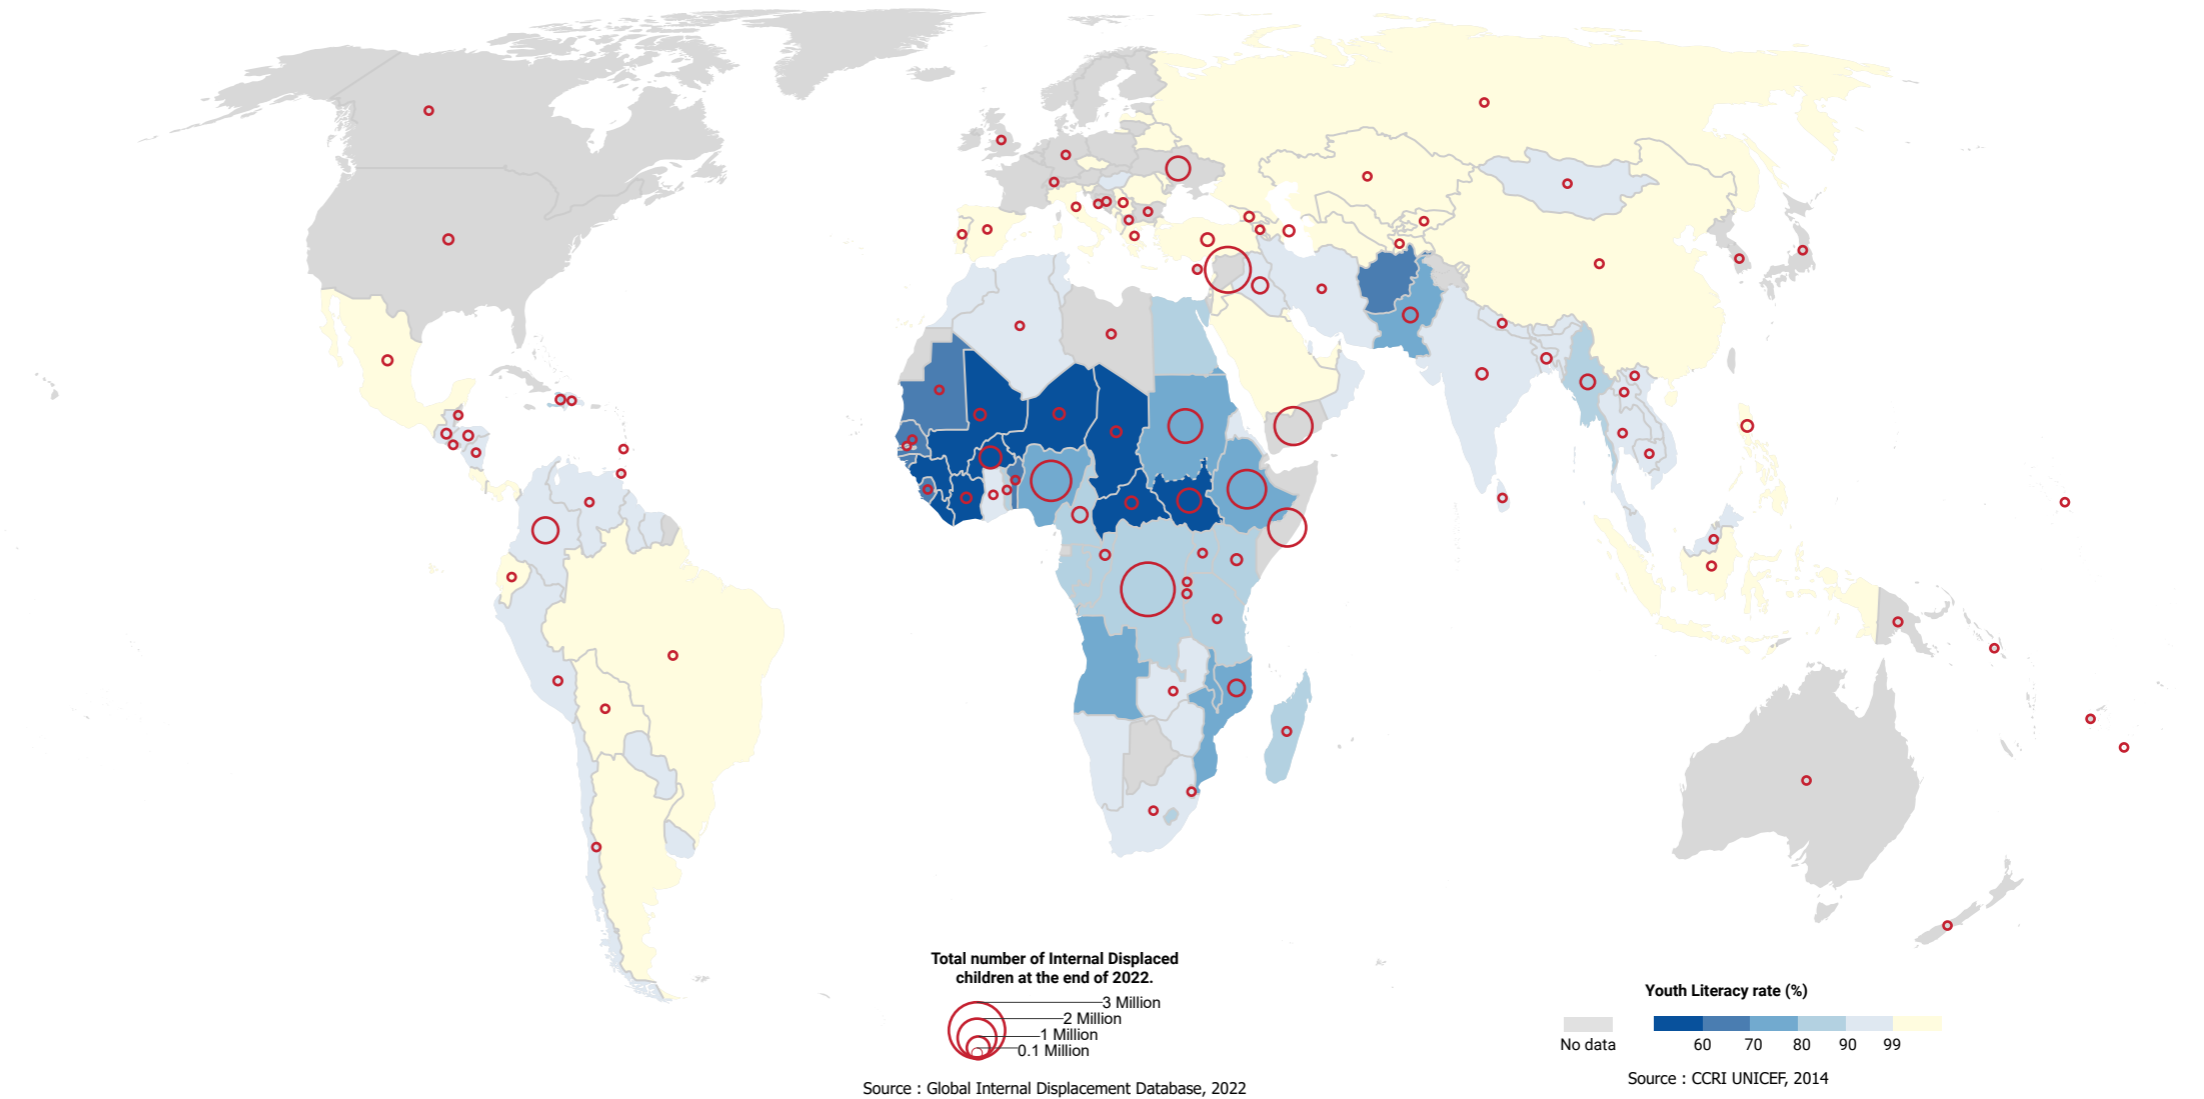 Total number of Internal Displaced
children at the end of 2022.
3 Million
2 Million
1 Million
0.1 Million
Source : Global Internal Displacement Database, 2022
Youth Literacy rate (%)
No data
60 70 80 90 99
Source : CCRI UNICEF, 2014